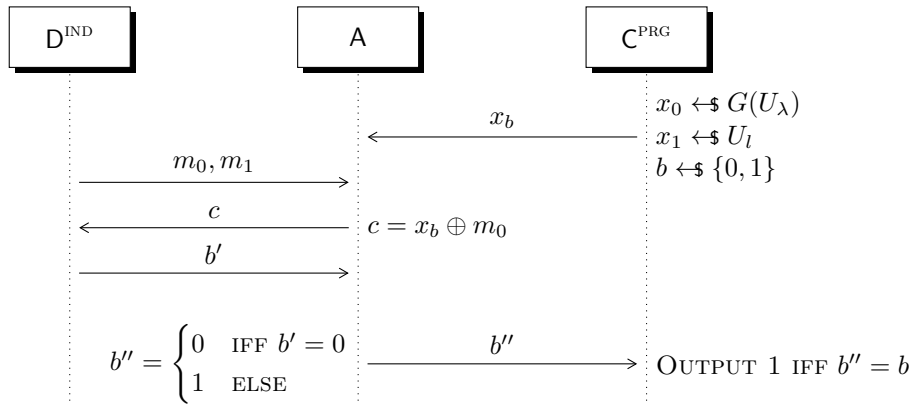 D^IND A C^PRG
x_0 ←$ G(U_λ)
x_b x_1 ←$ U_l
m_0, m_1 b ←$ {0, 1}
c c = x_b ⊕ m_0
b′
b″ = { 0 IFF b′ = 0
1 ELSE
b″ OUTPUT 1 IFF b″ = b